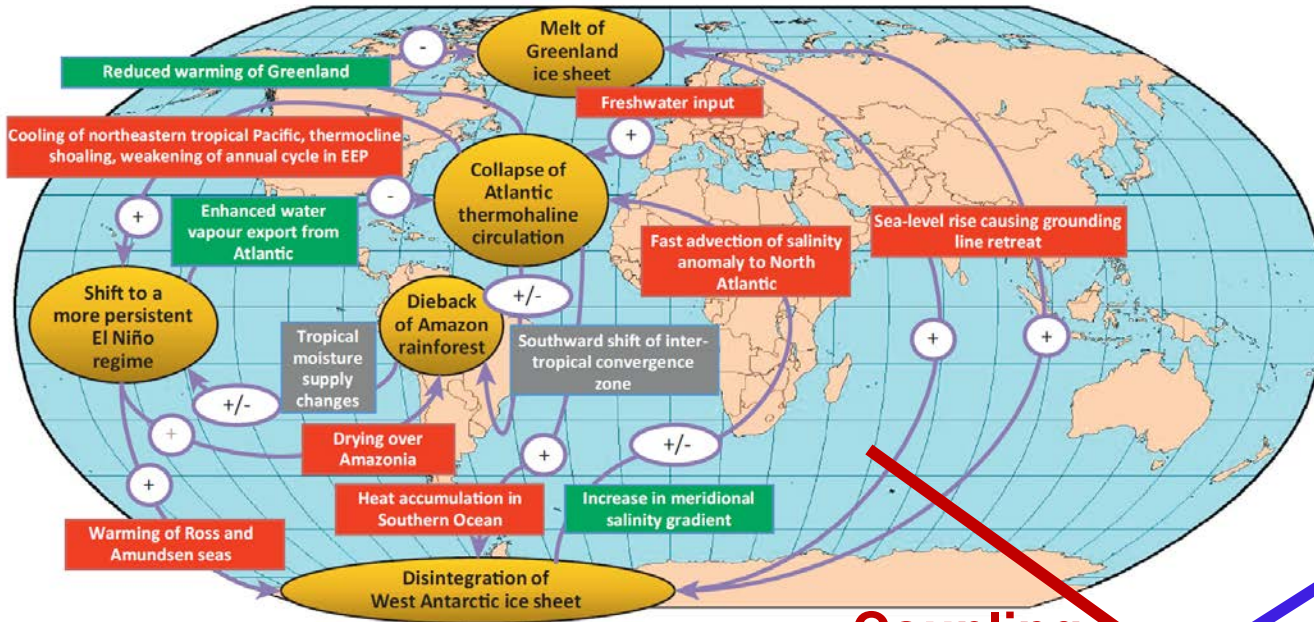 Melt of
Greenland
ice sheet
-
Reduced warming of Greenland
Freshwater input
+
Cooling of northeastern tropical Pacific, thermocline
shoaling, weakening of annual cycle in EEP
Collapse of
Atlantic
thermohaline
circulation
-
+
Enhanced water
vapour export from
Atlantic
Fast advection of salinity
anomaly to North
Atlantic
Sea-level rise causing grounding
line retreat
Shift to a
more persistent
El Niño
regime
Dieback
of Amazon
rainforest
+/-
Tropical
moisture
supply
changes
Southward shift of inter-
tropical convergence
zone
+
+
+/-
+
Drying over
Amazonia
+/-
+
+
Heat accumulation in
Southern Ocean
Increase in meridional
salinity gradient
Warming of Ross and
Amundsen seas
Disintegration of
West Antarctic ice sheet